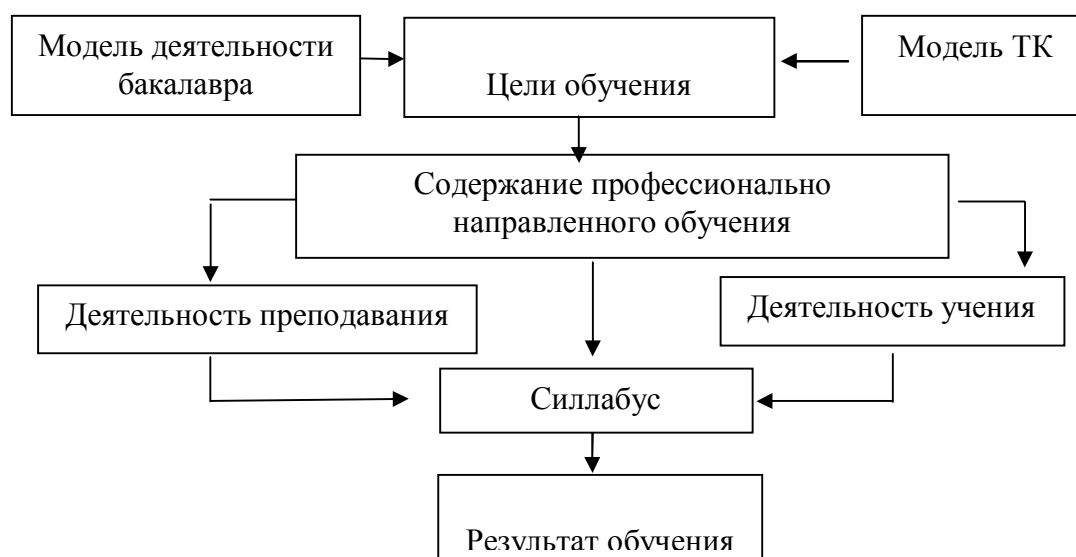 Модель деятельности
бакалавра
Цели обучения
Модель ТК
Содержание профессионально
направленного обучения
Деятельность преподавания
Деятельность учения
Силлабус
Результат обучения